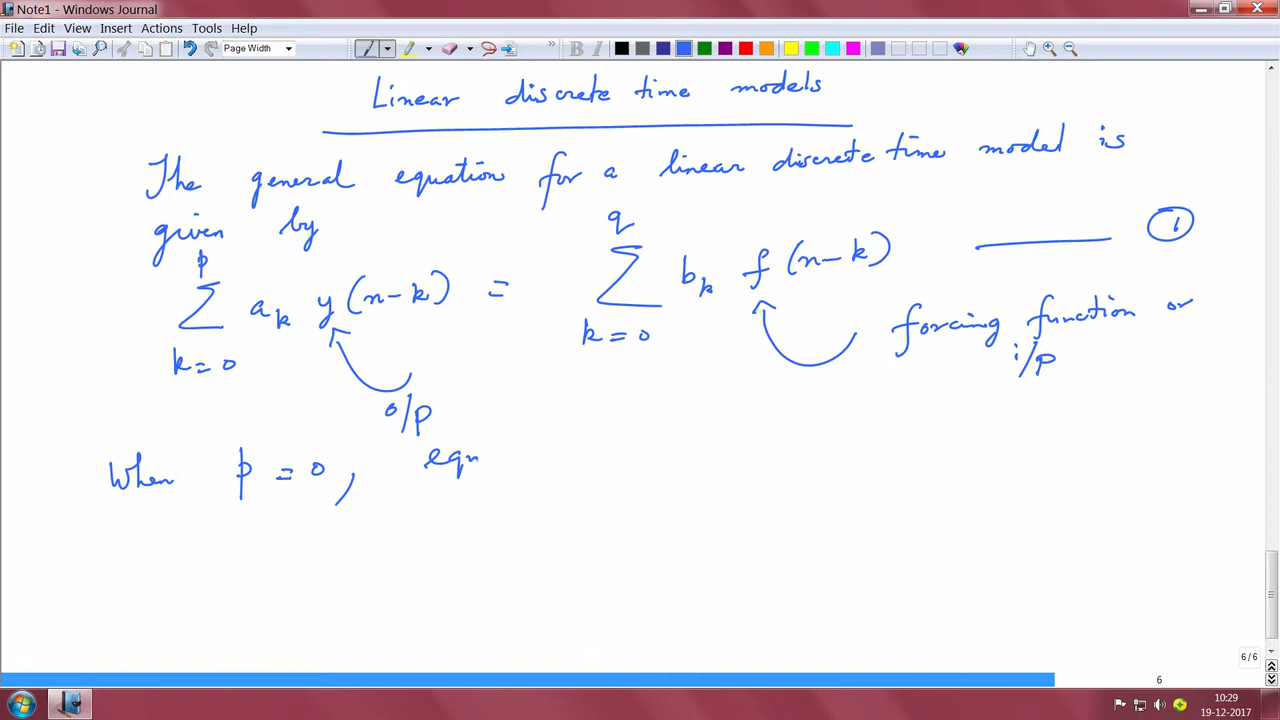 Note1 - Windows Journal
File Edit View Insert Actions Tools Help
Page Width
Linear discrete time models
The general equation for a linear discrete time model is
given by
p q
∑ a_k y(n-k) = ∑ b_k f(n-k) ——— ①
k=0 k=0
forcing function or
i/p
o/p
When p = 0, eqn
6/6
6
10:29
19-12-2017